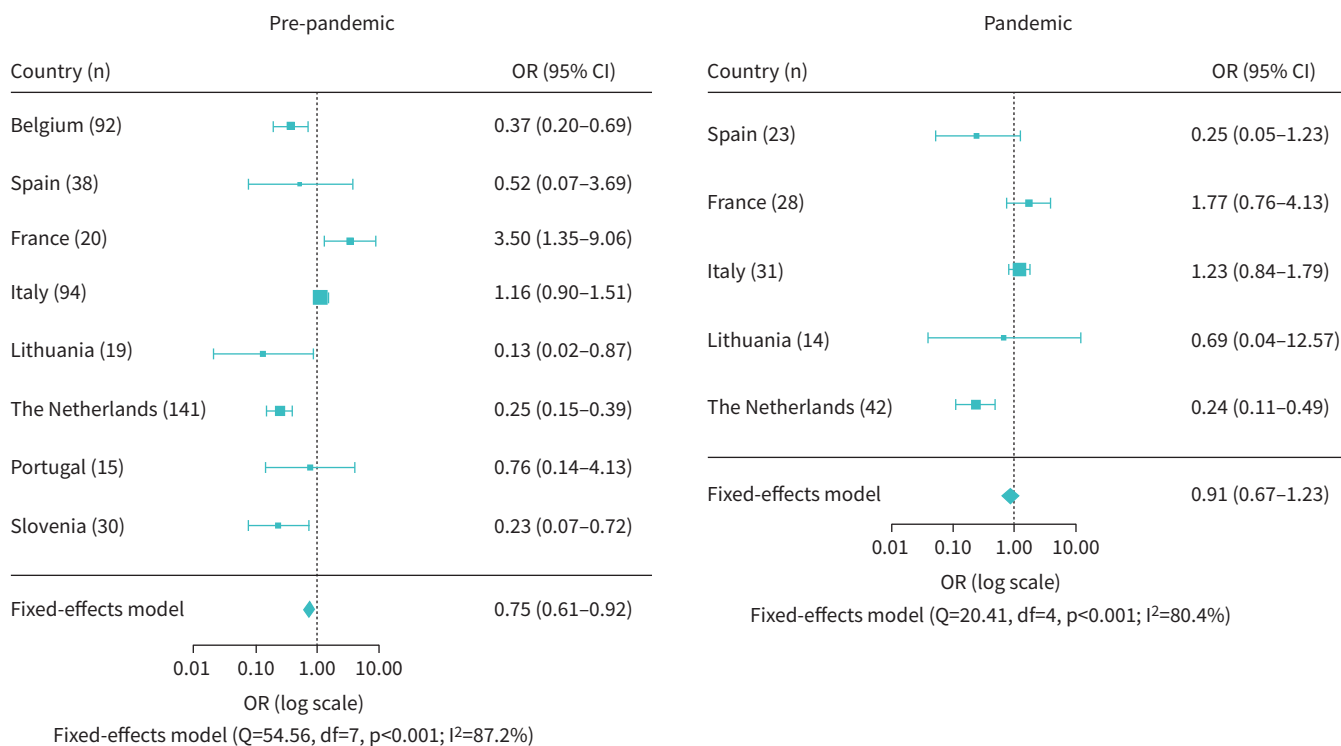 Pre-pandemic
Country (n) OR (95% CI)
Belgium (92) 0.37 (0.20–0.69)
Spain (38) 0.52 (0.07–3.69)
France (20) 3.50 (1.35–9.06)
Italy (94) 1.16 (0.90–1.51)
Lithuania (19) 0.13 (0.02–0.87)
The Netherlands (141) 0.25 (0.15–0.39)
Portugal (15) 0.76 (0.14–4.13)
Slovenia (30) 0.23 (0.07–0.72)
Fixed-effects model 0.75 (0.61–0.92)
0.01 0.10 1.00 10.00
OR (log scale)
Fixed-effects model (Q=54.56, df=7, p<0.001; I²=87.2%)
Pandemic
Country (n) OR (95% CI)
Spain (23) 0.25 (0.05–1.23)
France (28) 1.77 (0.76–4.13)
Italy (31) 1.23 (0.84–1.79)
Lithuania (14) 0.69 (0.04–12.57)
The Netherlands (42) 0.24 (0.11–0.49)
Fixed-effects model 0.91 (0.67–1.23)
0.01 0.10 1.00 10.00
OR (log scale)
Fixed-effects model (Q=20.41, df=4, p<0.001; I²=80.4%)